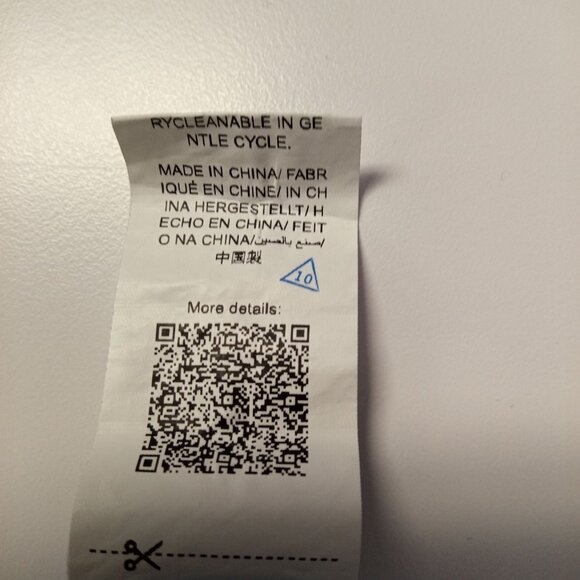 RYCLEANABLE IN GE
NTLE CYCLE.
MADE IN CHINA/ FABR
IQUÉ EN CHINE/ IN CH
INA HERGESTELLT/ H
ECHO EN CHINA/ FEIT
O NA CHINA/صنع بالصين/
中国製
10
More details: